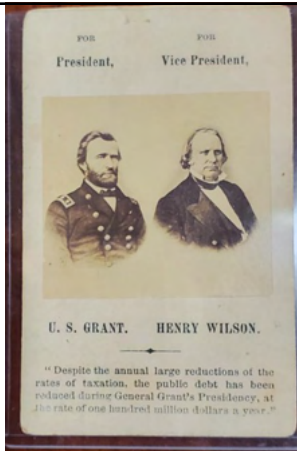 FOR FOR
President, Vice President,
U. S. GRANT. HENRY WILSON.
"Despite the annual large reductions of the
rates of taxation, the public debt has been
reduced during General Grant's Presidency, at
the rate of one hundred million dollars a year."